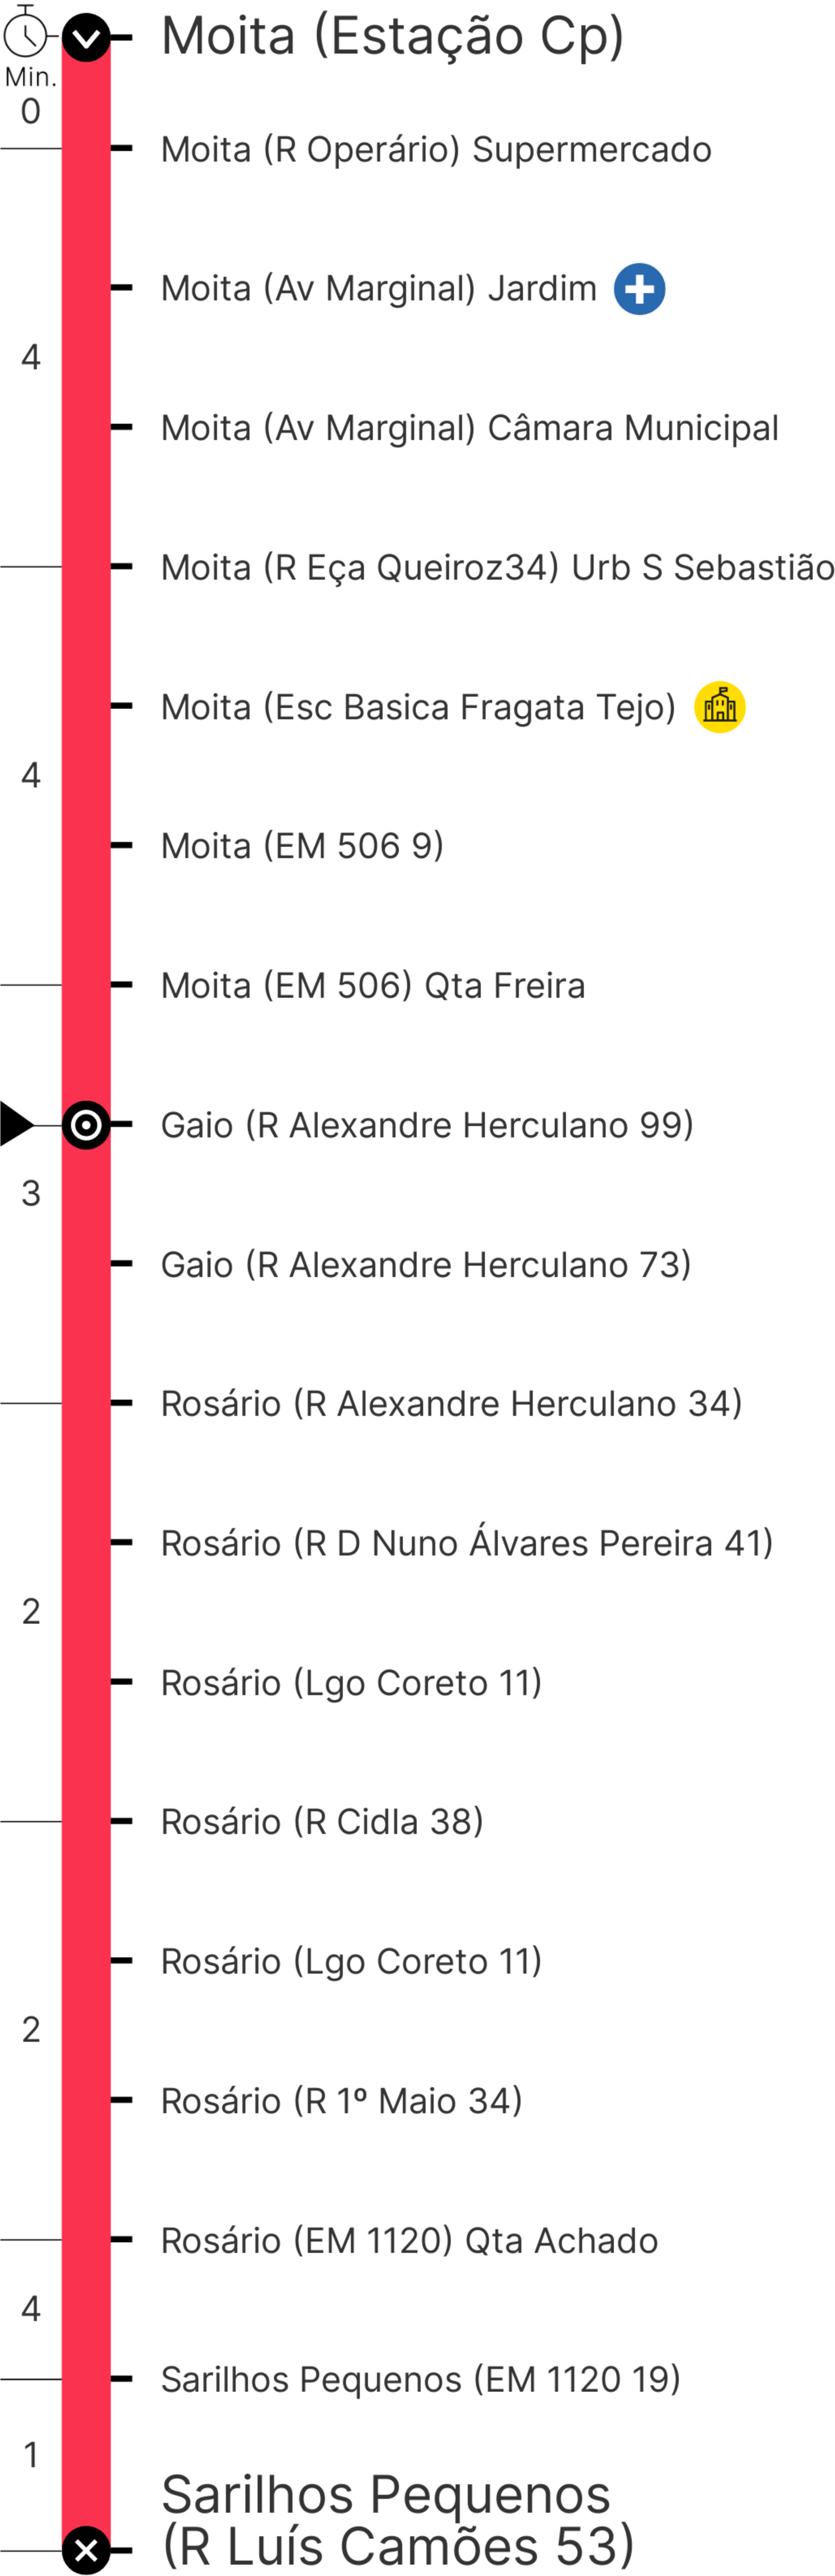 Moita (Estação Cp)
Min.
0
Moita (R Operário) Supermercado
Moita (Av Marginal) Jardim
4
Moita (Av Marginal) Câmara Municipal
Moita (R Eça Queiroz34) Urb S Sebastião
Moita (Esc Basica Fragata Tejo)
4
Moita (EM 506 9)
Moita (EM 506) Qta Freira
Gaio (R Alexandre Herculano 99)
3
Gaio (R Alexandre Herculano 73)
Rosário (R Alexandre Herculano 34)
Rosário (R D Nuno Álvares Pereira 41)
2
Rosário (Lgo Coreto 11)
Rosário (R Cidla 38)
Rosário (Lgo Coreto 11)
2
Rosário (R 1º Maio 34)
Rosário (EM 1120) Qta Achado
4
Sarilhos Pequenos (EM 1120 19)
1
Sarilhos Pequenos
(R Luís Camões 53)